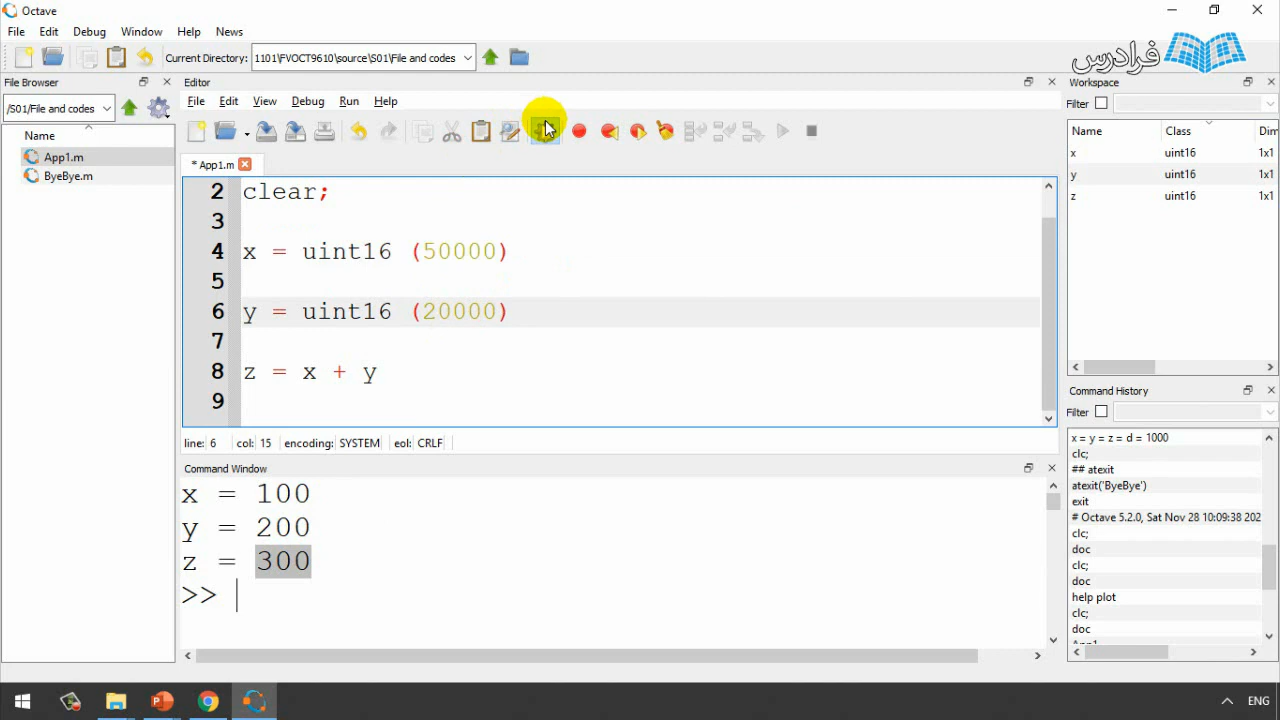 Octave
File Edit Debug Window Help News
Current Directory: 1101\FVOCT9610\source\S01\File and codes
فرادرس
File Browser
Editor
Workspace
/S01/File and codes
File Edit View Debug Run Help
Filter
Name
Name Class Dim
App1.m
ByeBye.m
* App1.m
x uint16 1x1
y uint16 1x1
z uint16 1x1
2 clear;
3
4 x = uint16 (50000)
5
6 y = uint16 (20000)
7
8 z = x + y
9
line: 6 col: 15 encoding: SYSTEM eol: CRLF
Command Window
x = 100
y = 200
z = 300
>>
Command History
Filter
x = y = z = d = 1000
clc;
## atexit
atexit('ByeBye')
exit
# Octave 5.2.0, Sat Nov 28 10:09:38 202
clc;
doc
clc;
doc
help plot
clc;
doc
App1
ENG